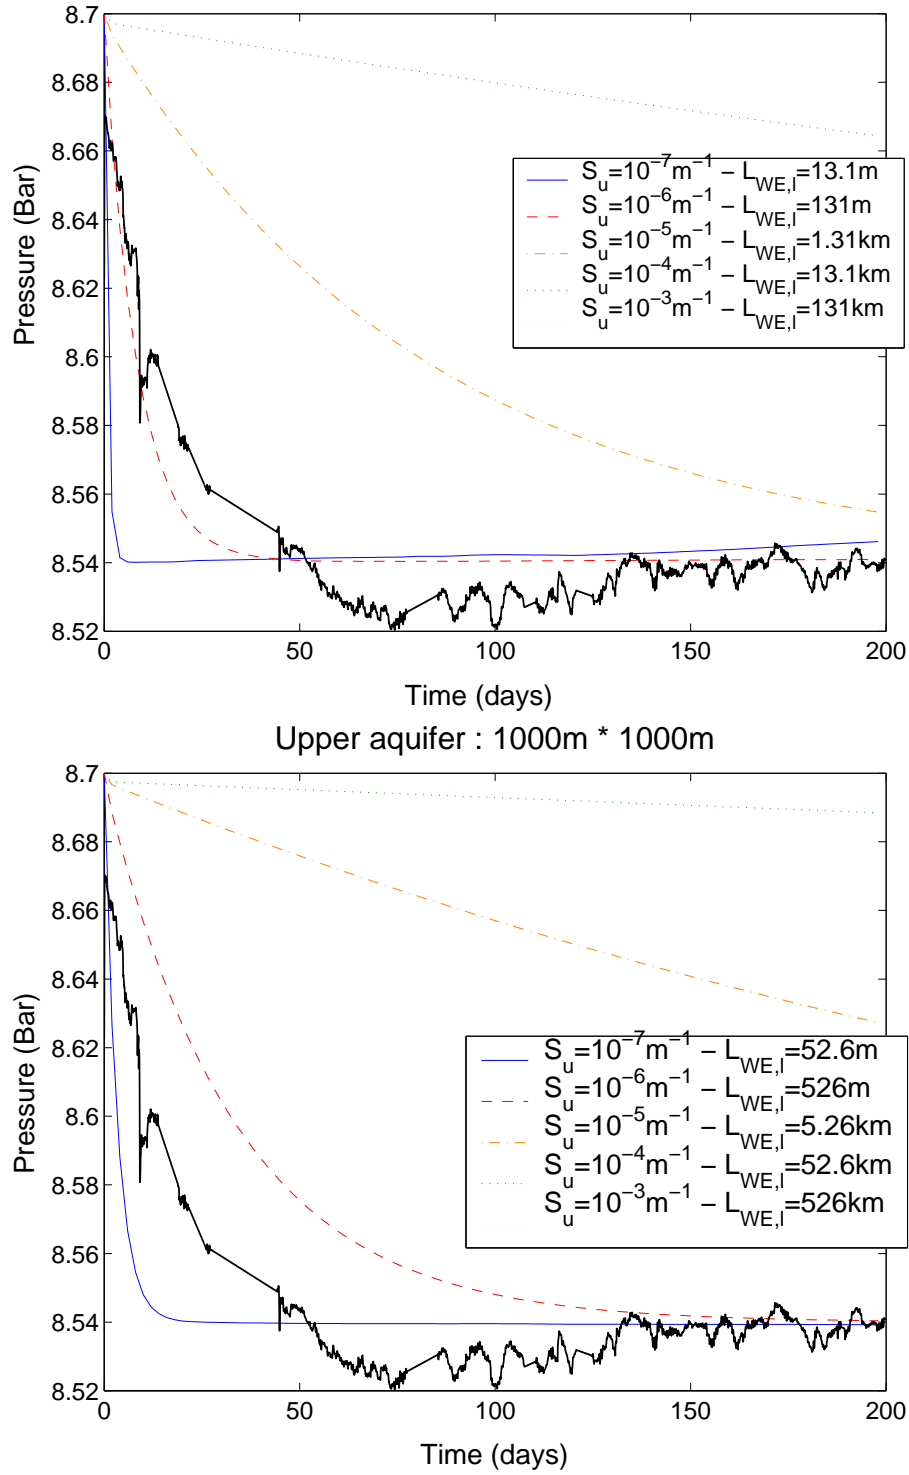 8.7
8.68
8.66
8.64
8.62
8.6
8.58
8.56
8.54
8.52
Pressure (Bar)
S_u=10^−7m^−1 − L_WE,I=13.1m
S_u=10^−6m^−1 − L_WE,I=131m
S_u=10^−5m^−1 − L_WE,I=1.31km
S_u=10^−4m^−1 − L_WE,I=13.1km
S_u=10^−3m^−1 − L_WE,I=131km
0 50 100 150 200
Time (days)
Upper aquifer : 1000m * 1000m
8.7
8.68
8.66
8.64
8.62
8.6
8.58
8.56
8.54
8.52
Pressure (Bar)
S_u=10^−7m^−1 − L_WE,I=52.6m
S_u=10^−6m^−1 − L_WE,I=526m
S_u=10^−5m^−1 − L_WE,I=5.26km
S_u=10^−4m^−1 − L_WE,I=52.6km
S_u=10^−3m^−1 − L_WE,I=526km
0 50 100 150 200
Time (days)